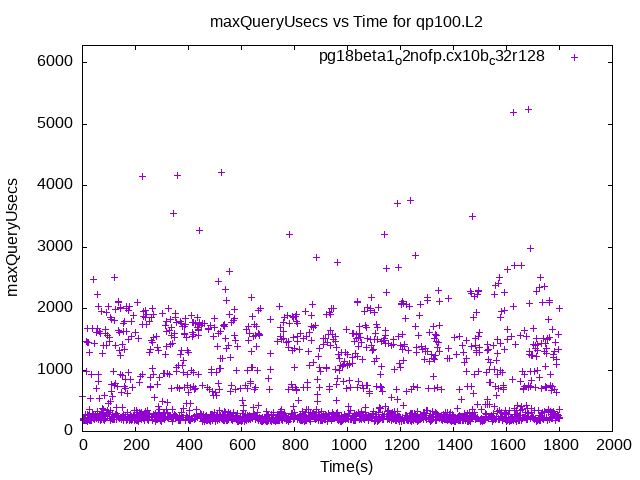 maxQueryUsecs vs Time for qp100.L2
pg18beta1_o2nofp.cx10b_c32r128
6000
5000
4000
3000
2000
1000
0
maxQueryUsecs
0 200 400 600 800 1000 1200 1400 1600 1800 2000
Time(s)